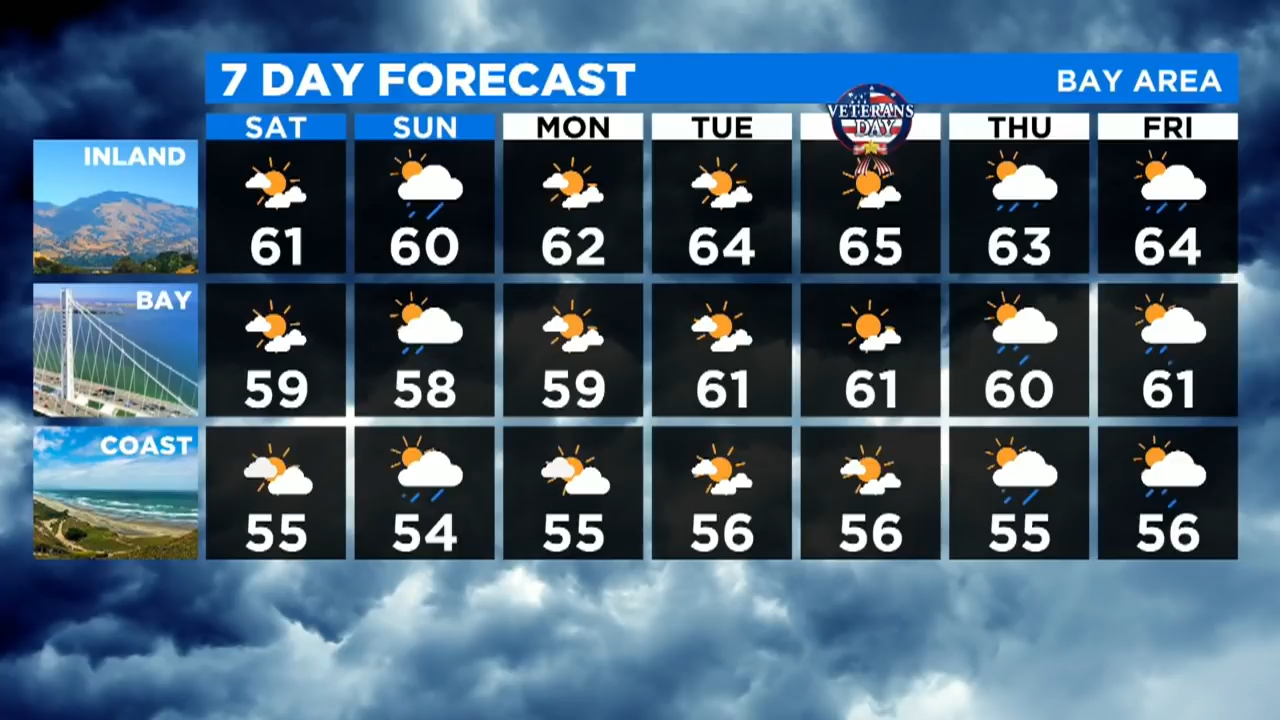 7 DAY FORECAST
BAY AREA
SAT SUN MON TUE VETERANS DAY THU FRI
INLAND
61 60 62 64 65 63 64
BAY
59 58 59 61 61 60 61
COAST
55 54 55 56 56 55 56